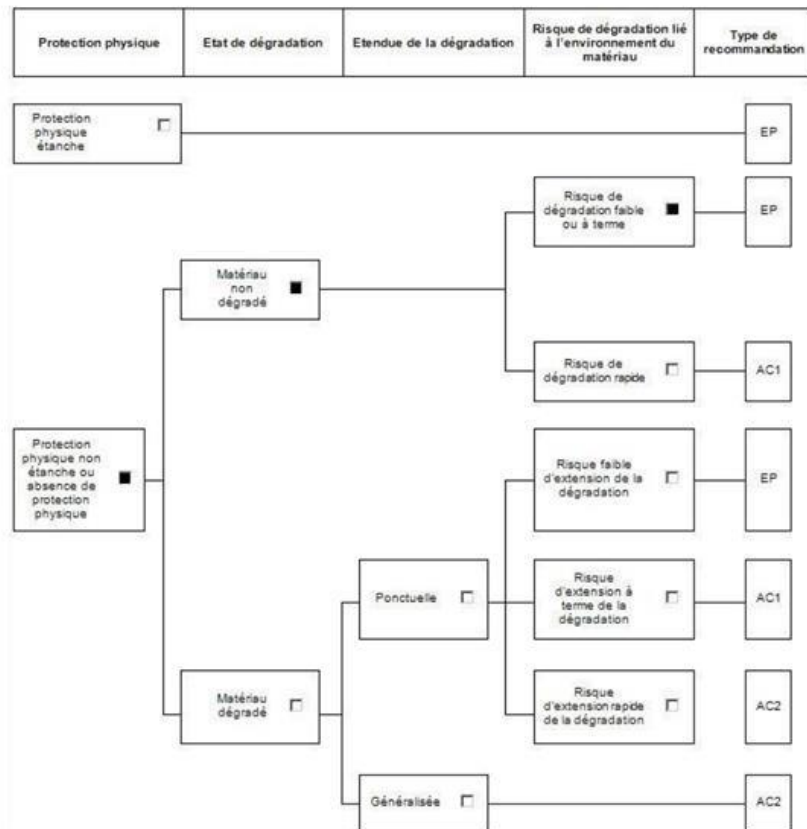 Protection physique
Etat de dégradation
Etendue de la dégradation
Risque de dégradation lié
à l'environnement du
matériau
Type de
recommandation
Protection
physique
étanche
EP
Risque de
dégradation faible
ou à terme
EP
Matériau
non
dégradé
Risque de
dégradation rapide
AC1
Protection
physique non
étanche ou
absence de
protection
physique
Risque faible
d'extension de la
dégradation
EP
Ponctuelle
Risque
d'extension à
terme de la
dégradation
AC1
Matériau
dégradé
Risque
d'extension rapide
de la dégradation
AC2
Généralisée
AC2